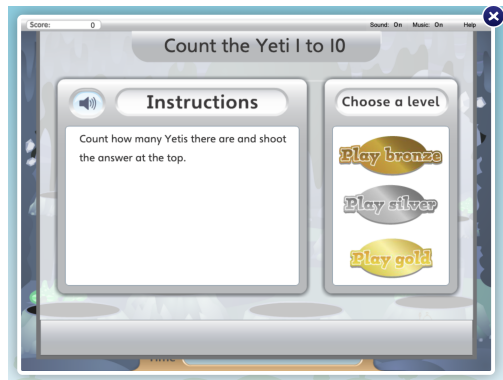 Score: 0 Sound: On Music: On Help
Count the Yeti 1 to 10
Instructions
Count how many Yetis there are and shoot
the answer at the top.
Choose a level
Play bronze
Play silver
Play gold
Time